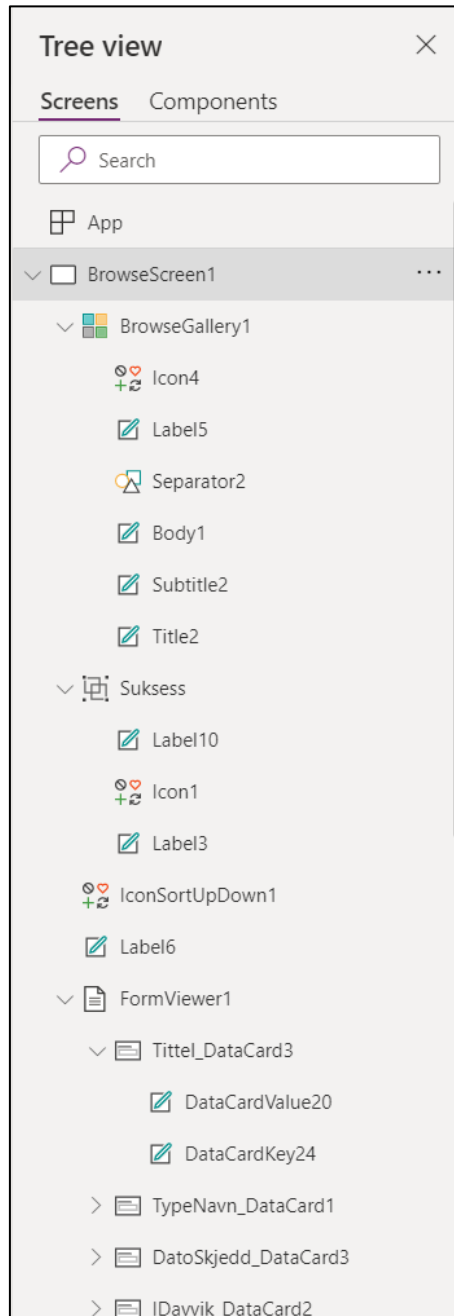 Tree view
Screens Components
Search
App
BrowseScreen1
BrowseGallery1
Icon4
Label5
Separator2
Body1
Subtitle2
Title2
Suksess
Label10
Icon1
Label3
IconSortUpDown1
Label6
FormViewer1
Tittel_DataCard3
DataCardValue20
DataCardKey24
TypeNavn_DataCard1
DatoSkjedd_DataCard3
IDavvik_DataCard2